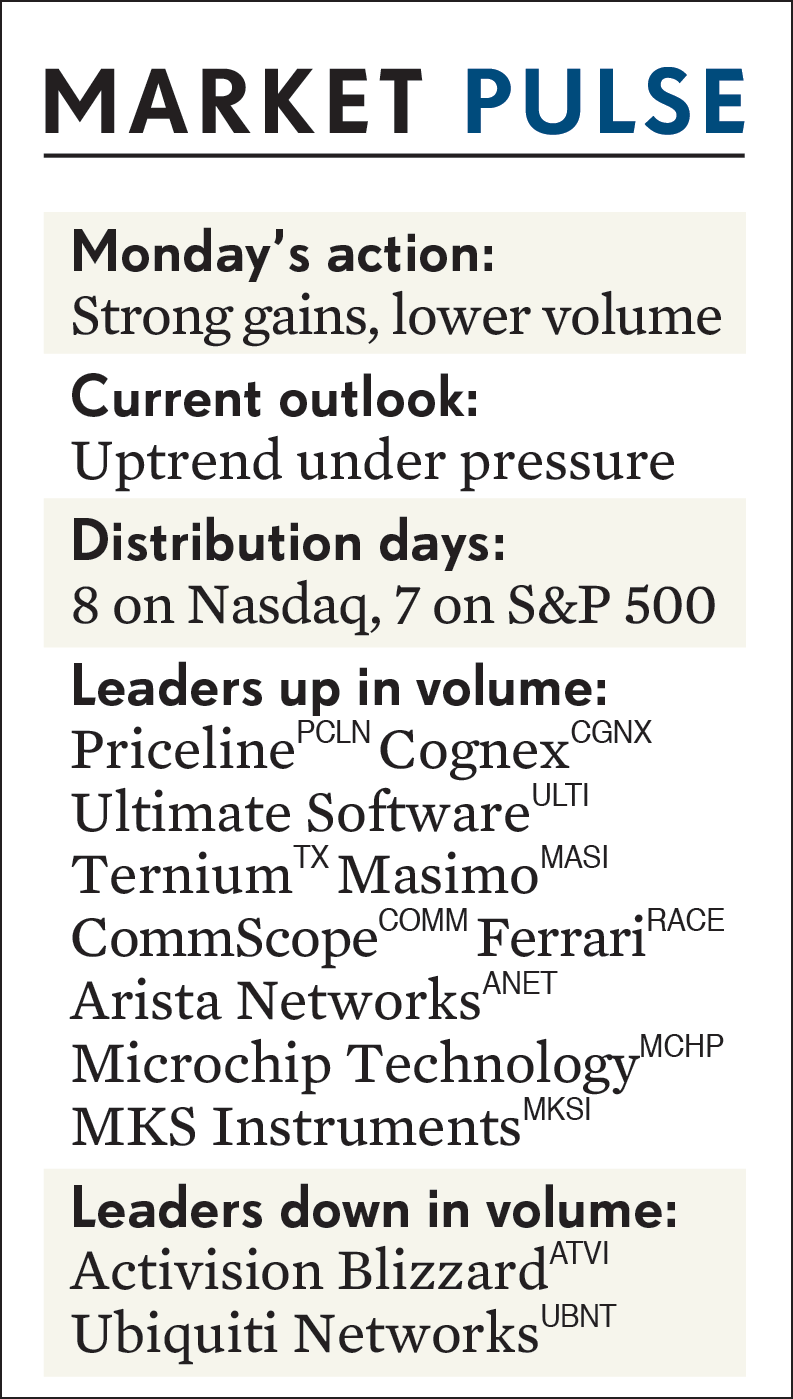 MARKET PULSE
Monday’s action:
Strong gains, lower volume
Current outlook:
Uptrend under pressure
Distribution days:
8 on Nasdaq, 7 on S&P 500
Leaders up in volume:
Priceline PCLN Cognex CGNX
Ultimate Software ULTI
Ternium TX Masimo MASI
CommScope COMM Ferrari RACE
Arista Networks ANET
Microchip Technology MCHP
MKS Instruments MKSI
Leaders down in volume:
Activision Blizzard ATVI
Ubiquiti Networks UBNT